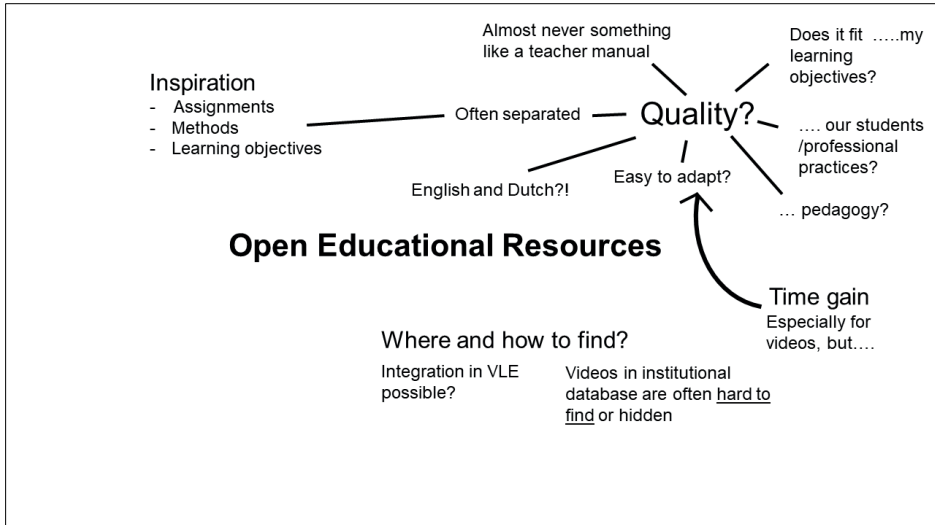 Almost never something
like a teacher manual
Does it fit …..my
learning
objectives?
Inspiration
- Assignments
- Methods
- Learning objectives
Often separated
Quality?
…. our students
/professional
practices?
English and Dutch?!
Easy to adapt?
… pedagogy?
Open Educational Resources
Time gain
Especially for
videos, but….
Where and how to find?
Integration in VLE
possible?
Videos in institutional
database are often hard to
find or hidden